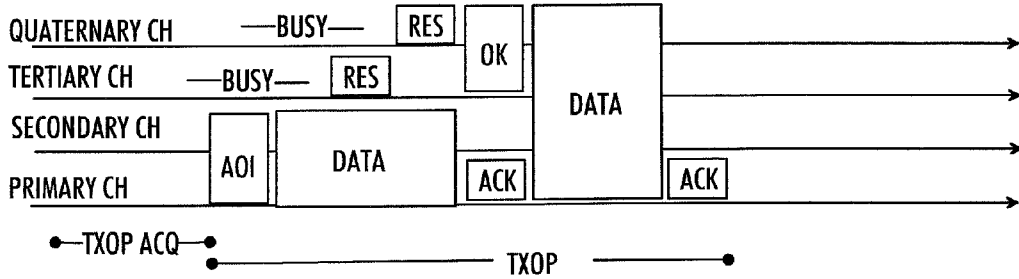 QUATERNARY CH
BUSY
RES
OK
TERTIARY CH
BUSY
RES
DATA
SECONDARY CH
AOI
DATA
PRIMARY CH
ACK
ACK
TXOP ACQ
TXOP